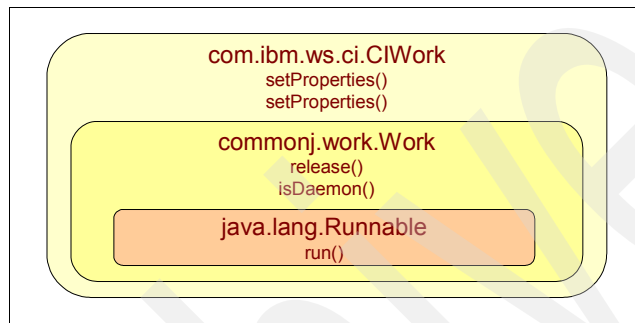 com.ibm.ws.ci.CIWork
setProperties()
setProperties()
commonj.work.Work
release()
isDaemon()
java.lang.Runnable
run()